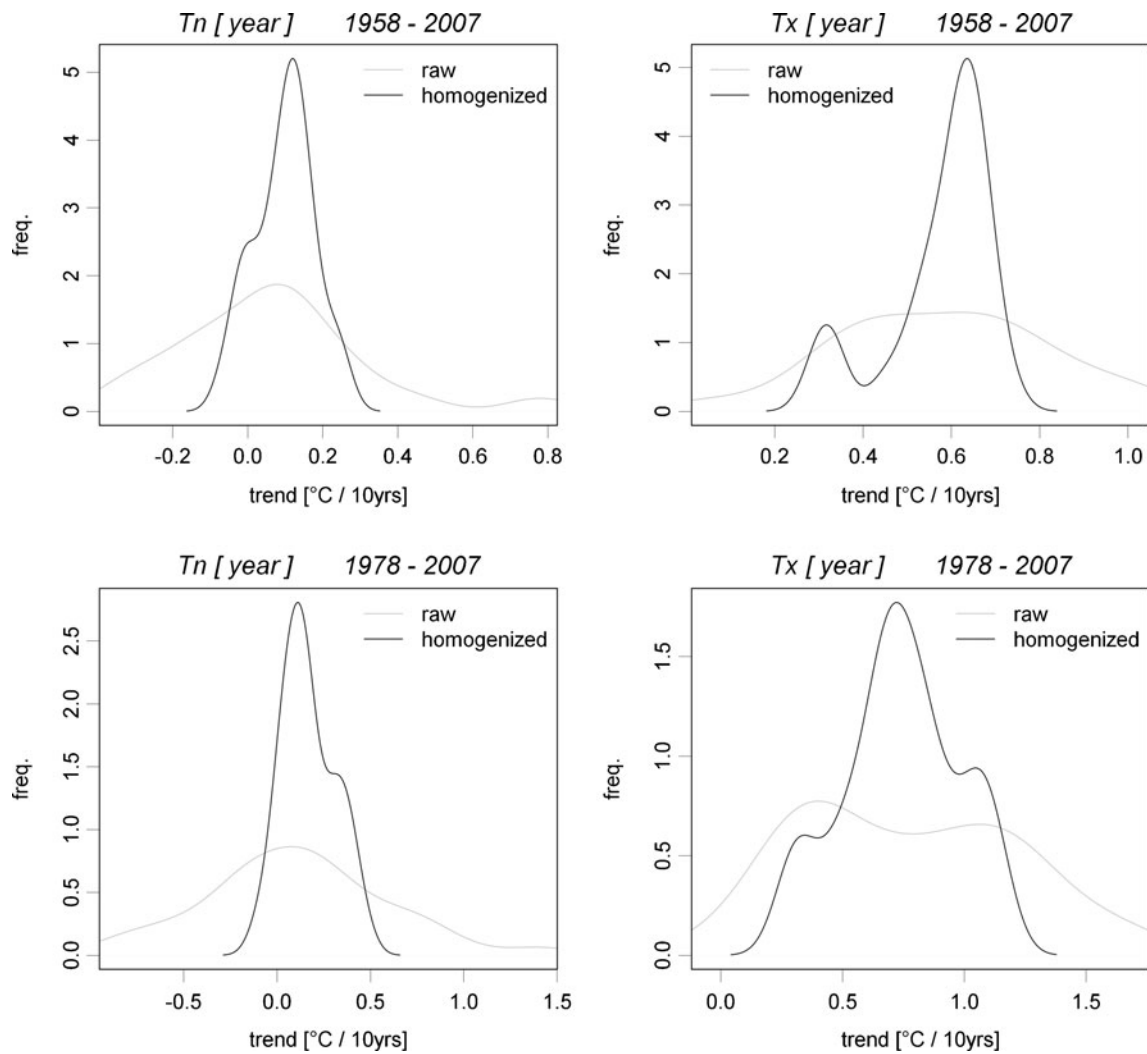 Tn [ year ] 1958 - 2007
raw
homogenized
freq.
5
4
3
2
1
0
-0.2 0.0 0.2 0.4 0.6 0.8
trend [°C / 10yrs]
Tx [ year ] 1958 - 2007
raw
homogenized
freq.
5
4
3
2
1
0
0.2 0.4 0.6 0.8 1.0
trend [°C / 10yrs]
Tn [ year ] 1978 - 2007
raw
homogenized
freq.
2.5
2.0
1.5
1.0
0.5
0.0
-0.5 0.0 0.5 1.0 1.5
trend [°C / 10yrs]
Tx [ year ] 1978 - 2007
raw
homogenized
freq.
1.5
1.0
0.5
0.0
0.0 0.5 1.0 1.5
trend [°C / 10yrs]